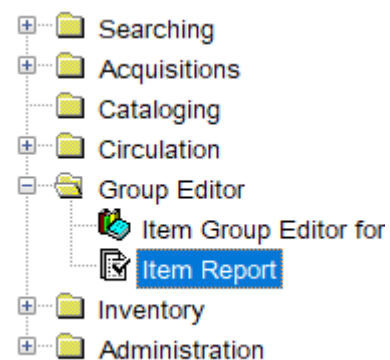 Searching
Acquisitions
Cataloging
Circulation
Group Editor
Item Group Editor for
Item Report
Inventory
Administration